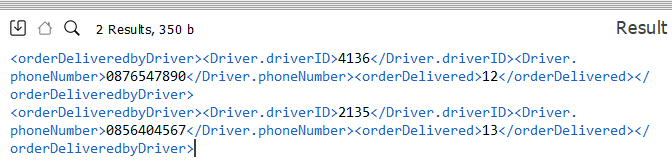 2 Results, 350 b
Result
<orderDeliveredbyDriver><Driver.driverID>4136</Driver.driverID><Driver.
phoneNumber>0876547890</Driver.phoneNumber><orderDelivered>12</orderDelivered></
orderDeliveredbyDriver>
<orderDeliveredbyDriver><Driver.driverID>2135</Driver.driverID><Driver.
phoneNumber>0856404567</Driver.phoneNumber><orderDelivered>13</orderDelivered></
orderDeliveredbyDriver>